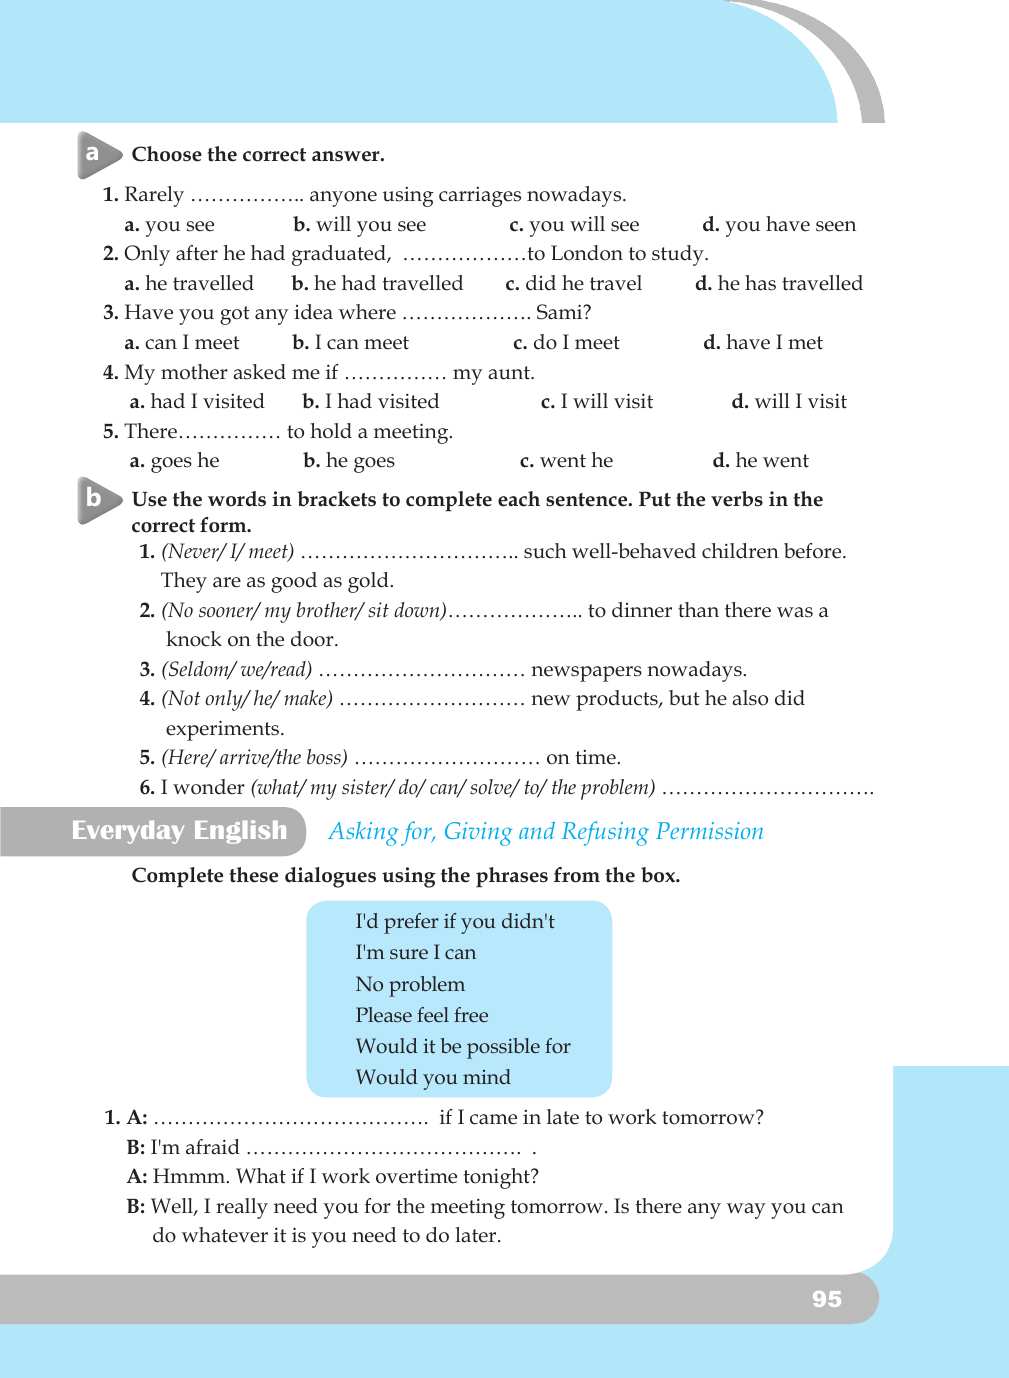 a Choose the correct answer.
1. Rarely …………….. anyone using carriages nowadays.
a. you see b. will you see c. you will see d. you have seen
2. Only after he had graduated, ………………to London to study.
a. he travelled b. he had travelled c. did he travel d. he has travelled
3. Have you got any idea where ………………. Sami?
a. can I meet b. I can meet c. do I meet d. have I met
4. My mother asked me if …………… my aunt.
a. had I visited b. I had visited c. I will visit d. will I visit
5. There…………… to hold a meeting.
a. goes he b. he goes c. went he d. he went
b Use the words in brackets to complete each sentence. Put the verbs in the
correct form.
1. (Never/ I/ meet) ………………………….. such well-behaved children before.
They are as good as gold.
2. (No sooner/ my brother/ sit down)……………….. to dinner than there was a
knock on the door.
3. (Seldom/ we/read) ………………………… newspapers nowadays.
4. (Not only/ he/ make) ……………………… new products, but he also did
experiments.
5. (Here/ arrive/the boss) ……………………… on time.
6. I wonder (what/ my sister/ do/ can/ solve/ to/ the problem) ………………………….
Everyday English Asking for, Giving and Refusing Permission
Complete these dialogues using the phrases from the box.
I'd prefer if you didn't
I'm sure I can
No problem
Please feel free
Would it be possible for
Would you mind
1. A: …………………………………. if I came in late to work tomorrow?
B: I'm afraid …………………………………. .
A: Hmmm. What if I work overtime tonight?
B: Well, I really need you for the meeting tomorrow. Is there any way you can
do whatever it is you need to do later.
95